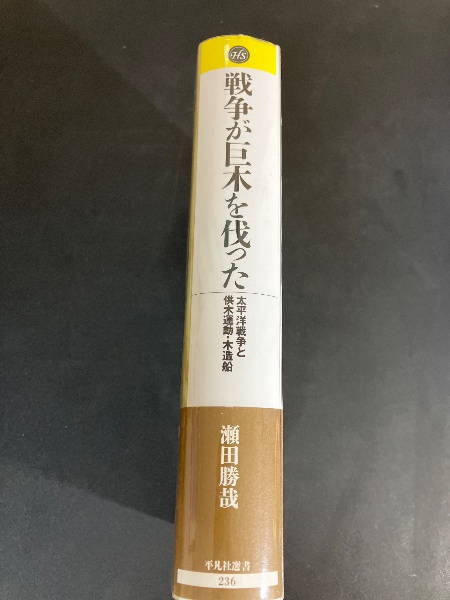 HS
戦争が巨木を伐った
太平洋戦争と
供木運動・木造船
瀬田勝哉
平凡社選書
236